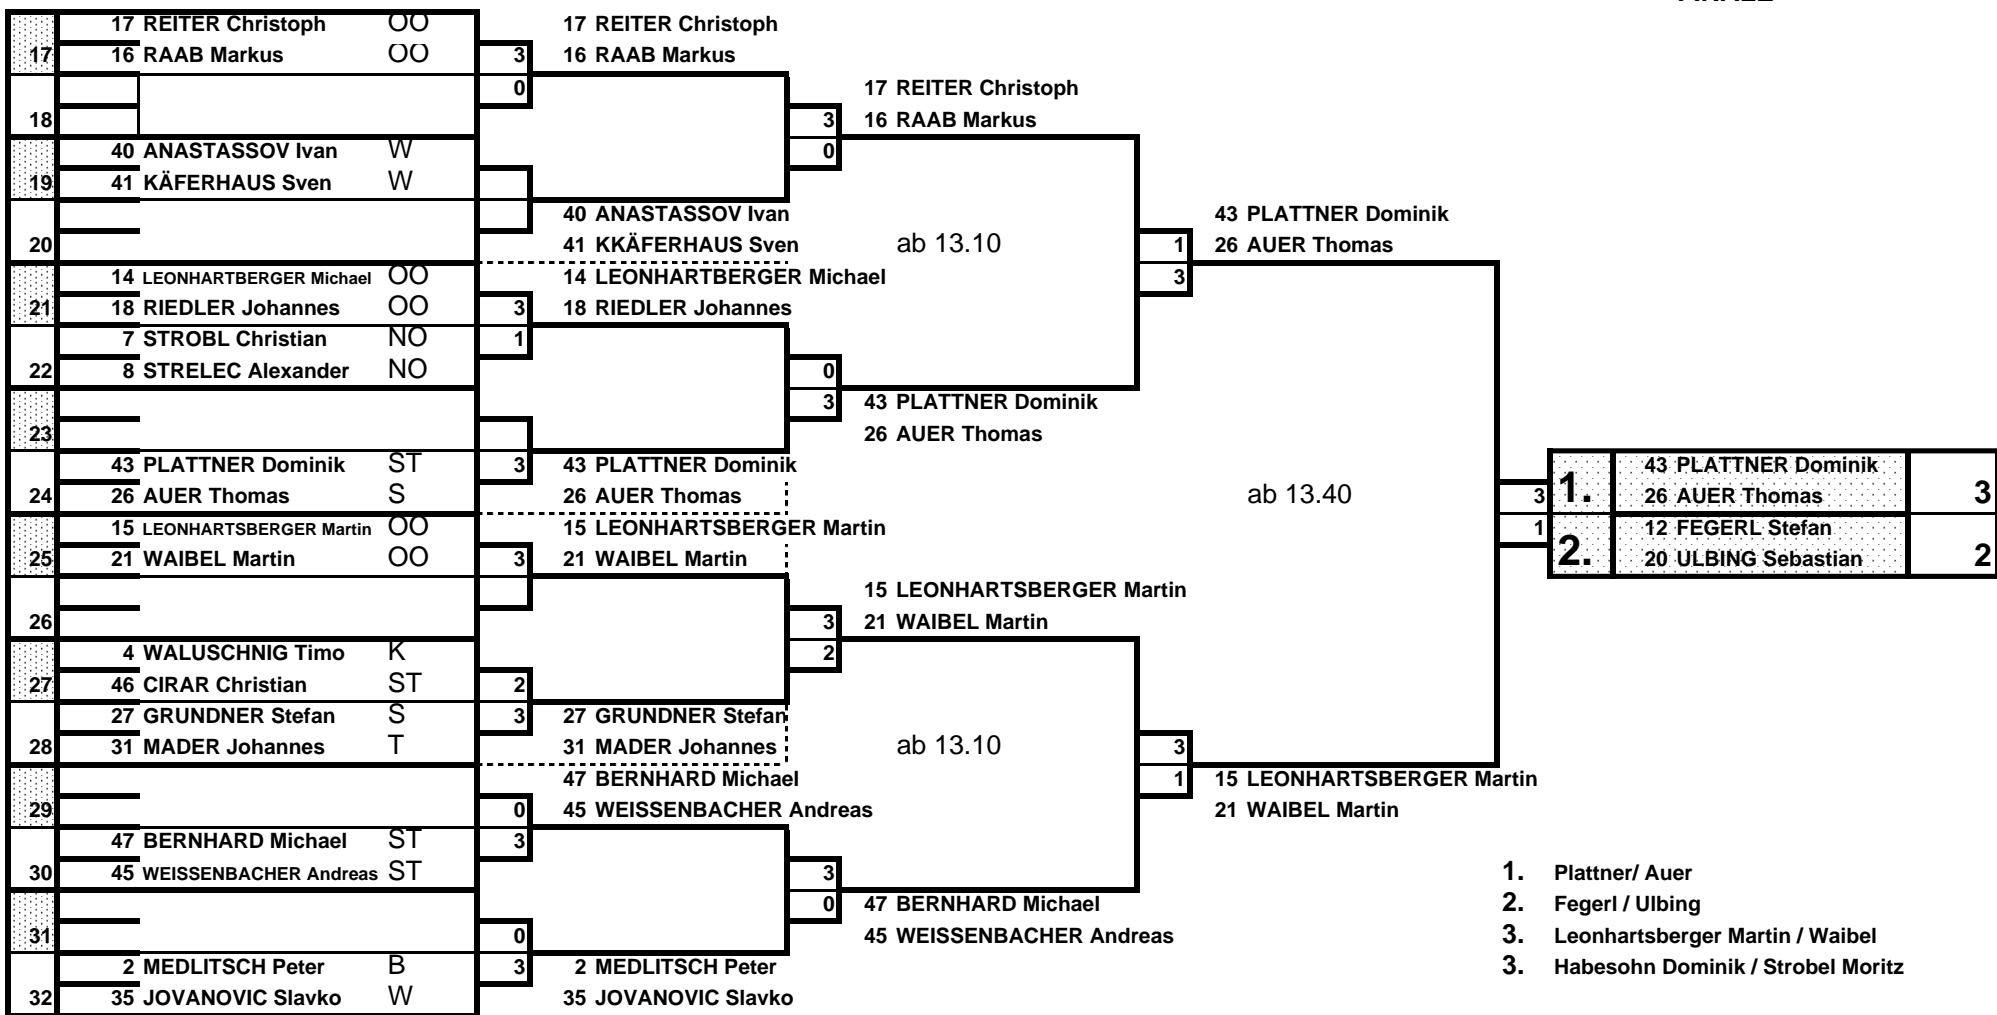 17 REITER Christoph OO 17 REITER Christoph
17 16 RAAB Markus OO 3 16 RAAB Markus
0 17 REITER Christoph
18 3 16 RAAB Markus
40 ANASTASSOV Ivan W 0
19 41 KÄFERHAUS Sven W
40 ANASTASSOV Ivan 43 PLATTNER Dominik
20 41 KKÄFERHAUS Sven ab 13.10 1 26 AUER Thomas
14 LEONHARTBERGER Michael OO 14 LEONHARTBERGER Michael 3
21 18 RIEDLER Johannes OO 3 18 RIEDLER Johannes
7 STROBL Christian NO 1
22 8 STRELEC Alexander NO 0
3 43 PLATTNER Dominik
23 26 AUER Thomas
43 PLATTNER Dominik ST 3 43 PLATTNER Dominik 43 PLATTNER Dominik
24 26 AUER Thomas S 26 AUER Thomas ab 13.40 3 1. 26 AUER Thomas 3
15 LEONHARTSBERGER Martin OO 15 LEONHARTSBERGER Martin 1 12 FEGERL Stefan
25 21 WAIBEL Martin OO 3 21 WAIBEL Martin 2. 20 ULBING Sebastian 2
15 LEONHARTSBERGER Martin
26 3 21 WAIBEL Martin
4 WALUSCHNIG Timo K 2
27 46 CIRAR Christian ST 2
27 GRUNDNER Stefan S 3 27 GRUNDNER Stefan
28 31 MADER Johannes T 31 MADER Johannes ab 13.10 3
47 BERNHARD Michael 1 15 LEONHARTSBERGER Martin
29 0 45 WEISSENBACHER Andreas 21 WAIBEL Martin
47 BERNHARD Michael ST 3
30 45 WEISSENBACHER Andreas ST 3 1. Plattner/ Auer
0 47 BERNHARD Michael 2. Fegerl / Ulbing
31 0 45 WEISSENBACHER Andreas 3. Leonhartsberger Martin / Waibel
2 MEDLITSCH Peter B 3 2 MEDLITSCH Peter 3. Habesohn Dominik / Strobel Moritz
32 35 JOVANOVIC Slavko W 35 JOVANOVIC Slavko